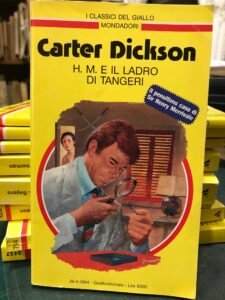 I CLASSICI DEL GIALLO
MONDADORI
Carter Dickson
H. M. E IL LADRO
DI TANGERI
Il penultimo caso di
Sir Henry Merrivale